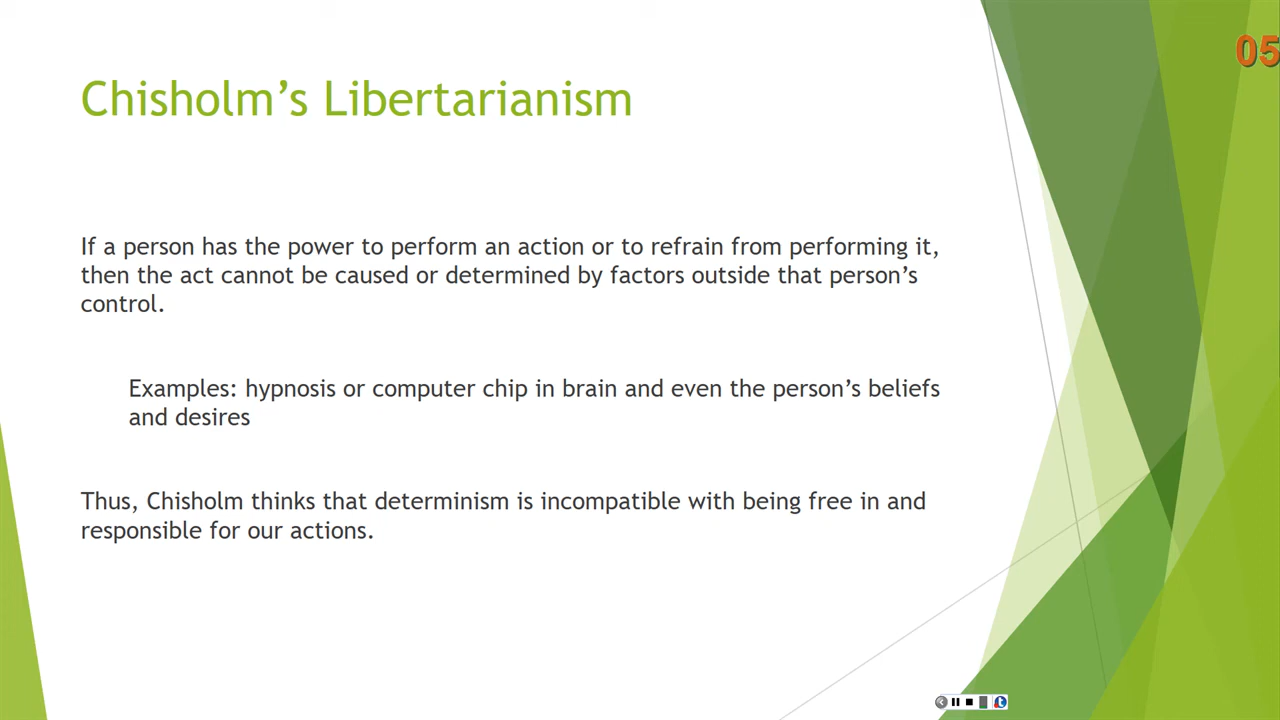 05
Chisholm’s Libertarianism
If a person has the power to perform an action or to refrain from performing it,
then the act cannot be caused or determined by factors outside that person’s
control.
Examples: hypnosis or computer chip in brain and even the person’s beliefs
and desires
Thus, Chisholm thinks that determinism is incompatible with being free in and
responsible for our actions.